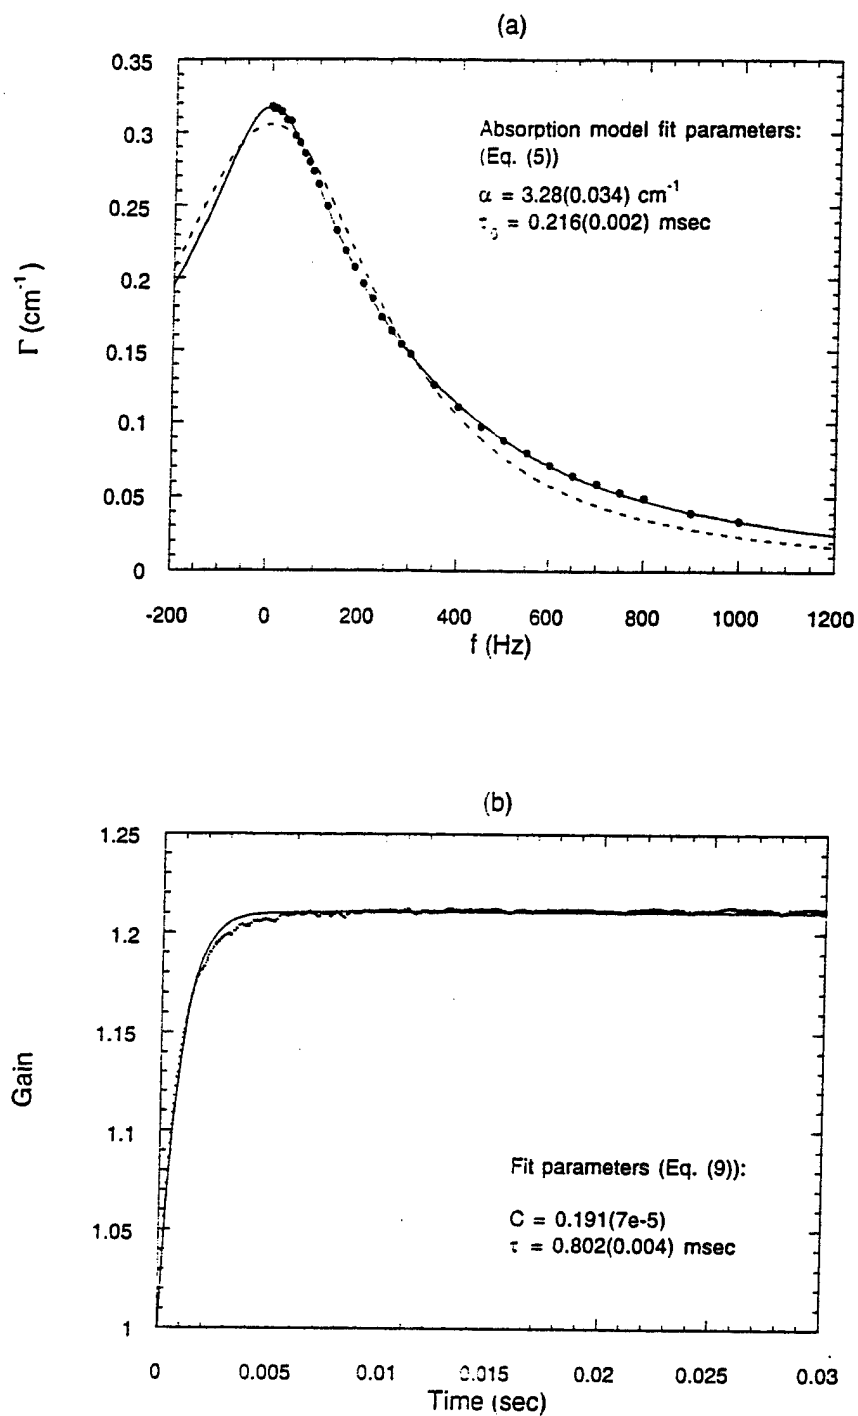 (a)
0.35
0.3
0.25
0.2
0.15
0.1
0.05
0
Γ (cm⁻¹)
Absorption model fit parameters:
(Eq. (5))
α = 3.28(0.034) cm⁻¹
= 0.216(0.002) msec
-200 0 200 400 600 800 1000 1200
f (Hz)
(b)
1.25
1.2
1.15
1.1
1.05
1
Gain
Fit parameters (Eq. (9)):
C = 0.191(7e-5)
τ = 0.802(0.004) msec
0 0.005 0.01 0.015 0.02 0.025 0.03
Time (sec)